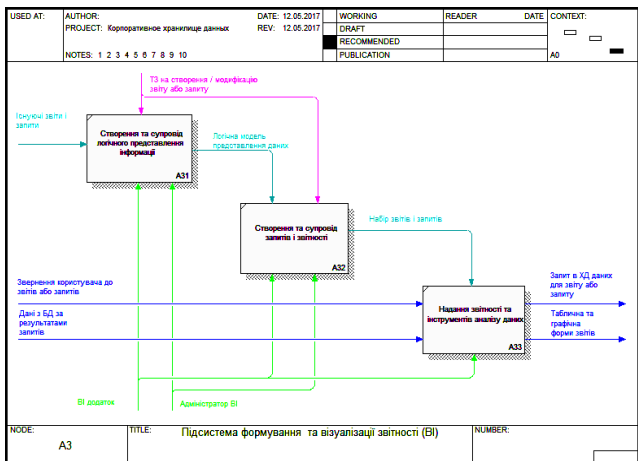 USED AT:
AUTHOR:
DATE: 12.05.2017
PROJECT: Корпоративное хранилище данных
REV: 12.05.2017
NOTES: 1 2 3 4 5 6 7 8 9 10
WORKING
DRAFT
RECOMMENDED
PUBLICATION
READER
DATE
CONTEXT:
A0
ТЗ на створення / модифікацію
звіту або запиту
Існуючі звіти і
запити
Створення та супровід
логічного представлення
інформації
A31
Логічна модель
представлення даних
Створення та супровід
запитів і звітності
A32
Набір звітів і запитів
Звернення користувача до
звітів або запитів
Дані з БД за
результатами
запитів
Надання звітності та
інструментів аналізу даних
A33
Запит в ХД даних
для звіту або
запиту
Таблична та
графічна
форми звітів
BI додаток
Адміністратор BI
NODE:
A3
TITLE:
Підсистема формування та візуалізації звітності (BI)
NUMBER: